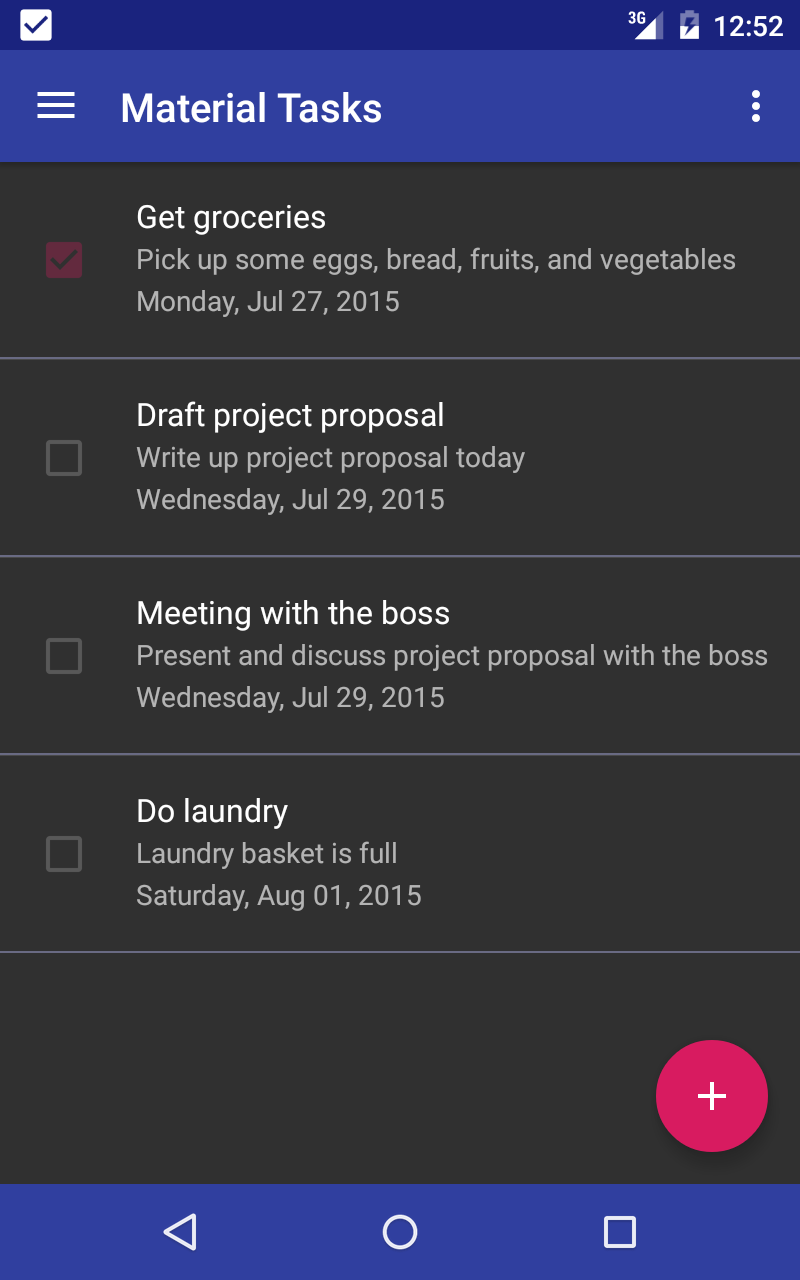 3G 12:52
Material Tasks
Get groceries
Pick up some eggs, bread, fruits, and vegetables
Monday, Jul 27, 2015
Draft project proposal
Write up project proposal today
Wednesday, Jul 29, 2015
Meeting with the boss
Present and discuss project proposal with the boss
Wednesday, Jul 29, 2015
Do laundry
Laundry basket is full
Saturday, Aug 01, 2015